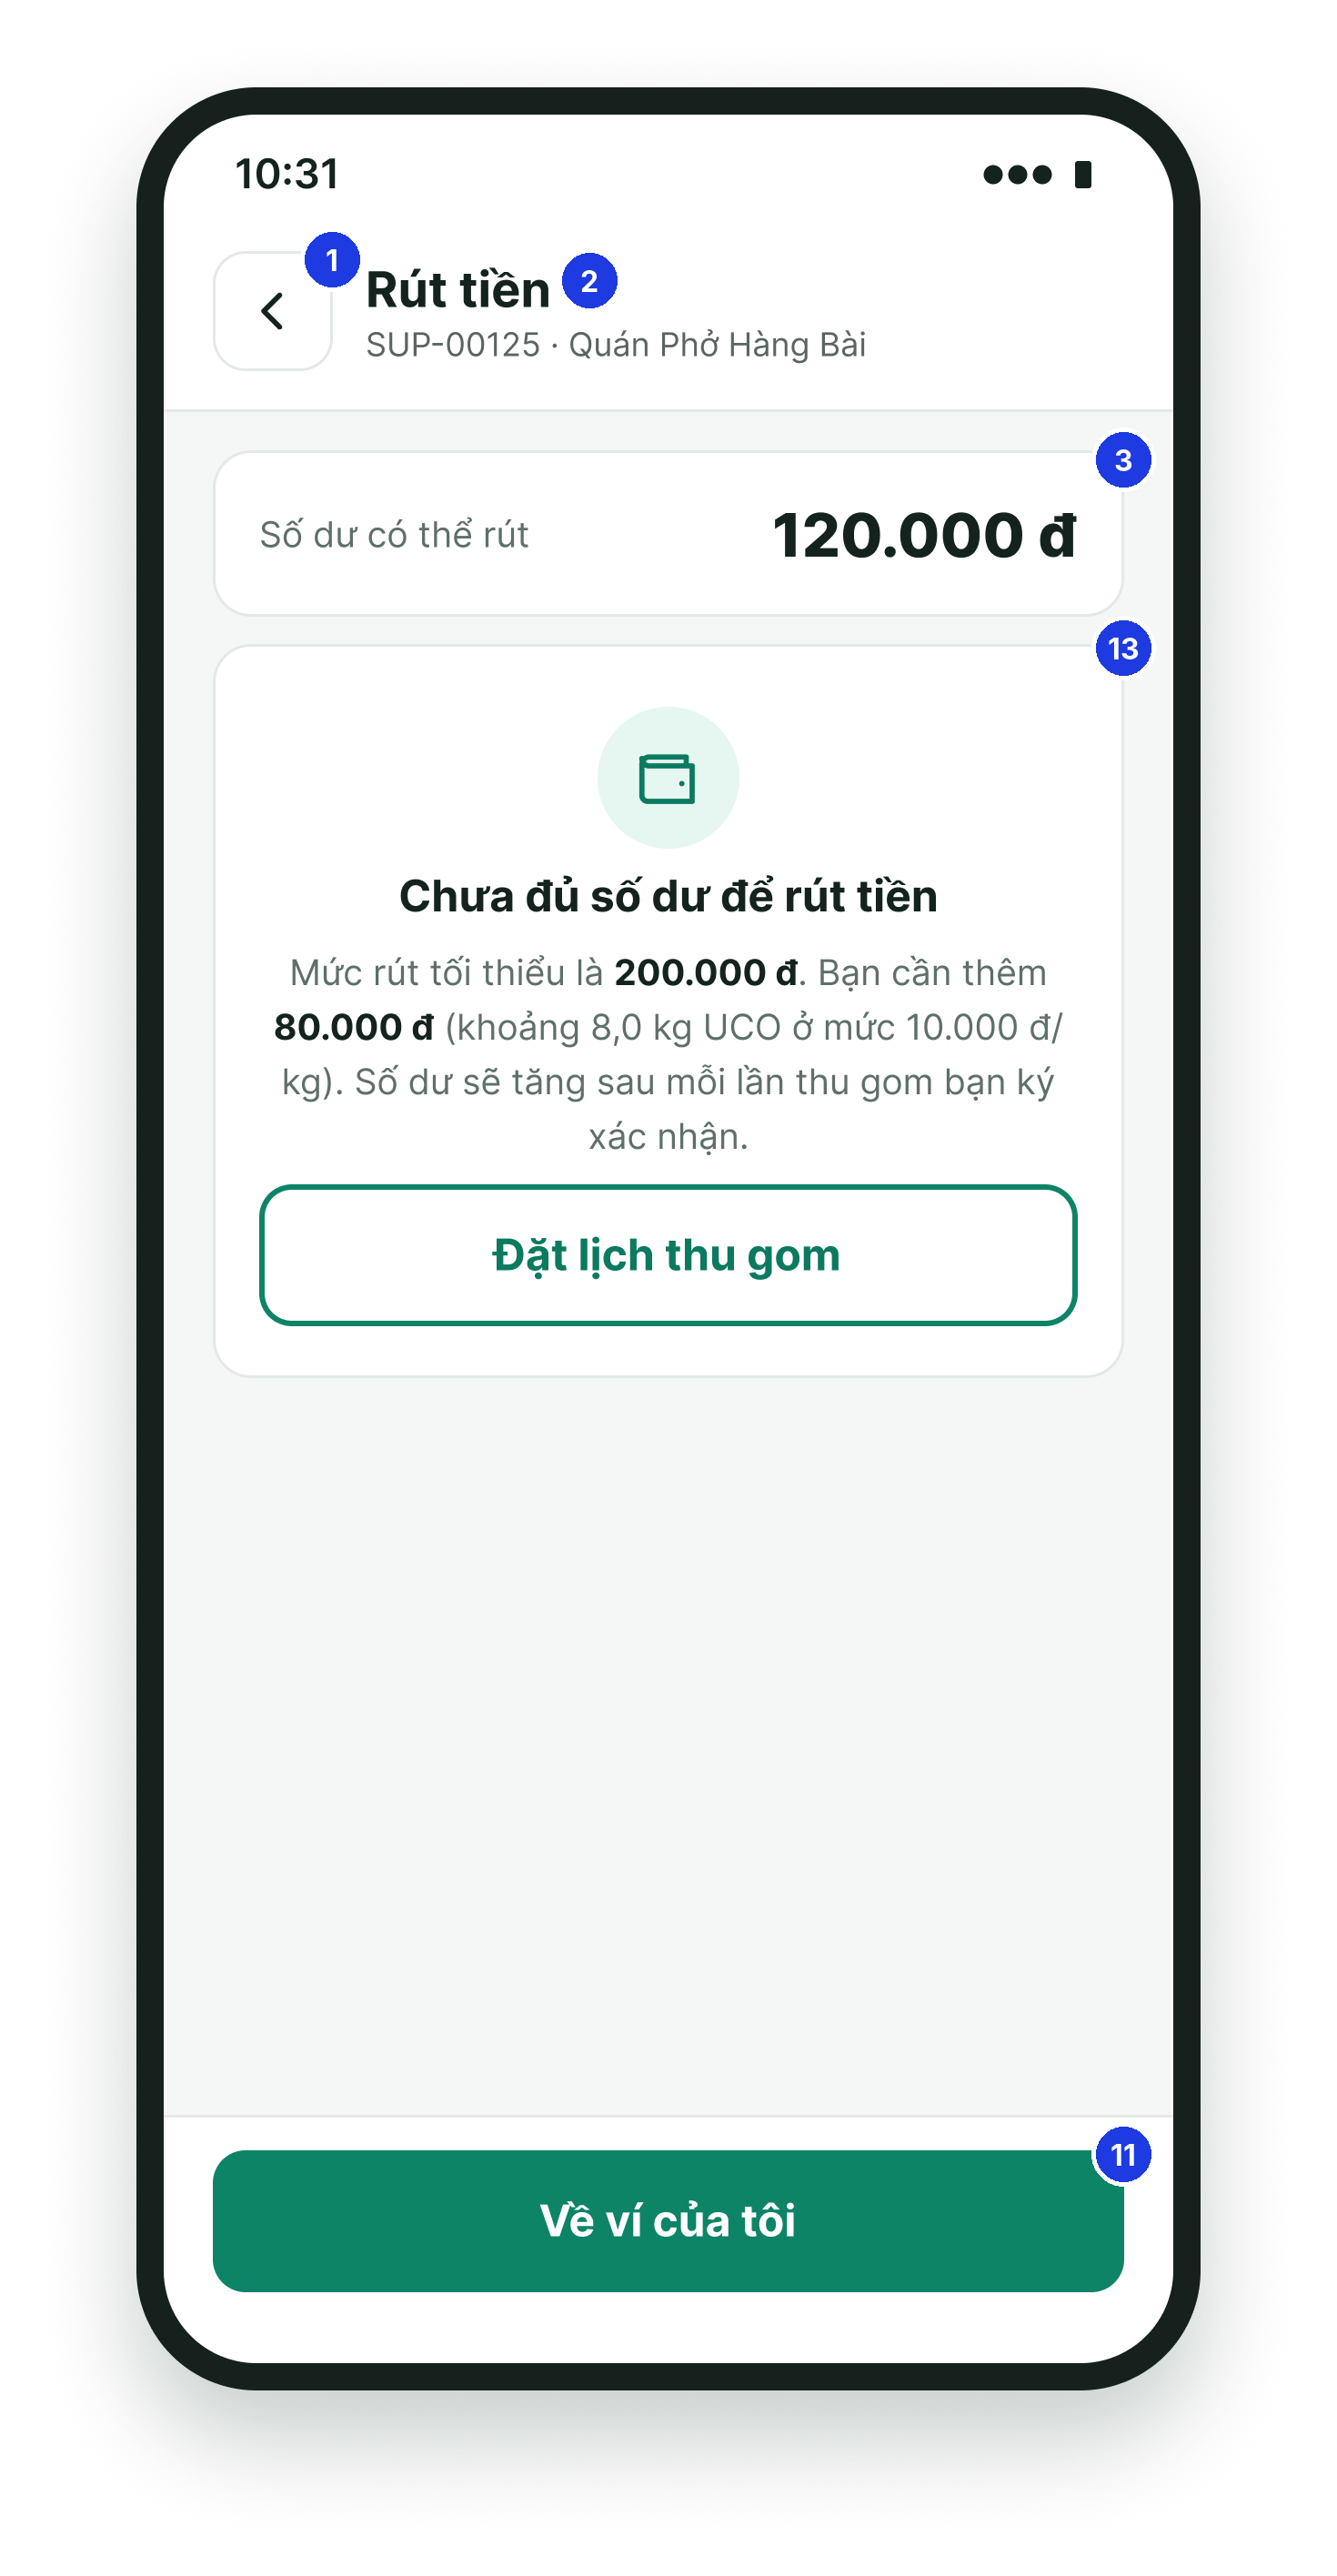 10:31
1
Rút tiền 2
SUP-00125 · Quán Phở Hàng Bài
3
Số dư có thể rút 120.000 đ
13
Chưa đủ số dư để rút tiền
Mức rút tối thiểu là 200.000 đ. Bạn cần thêm
80.000 đ (khoảng 8,0 kg UCO ở mức 10.000 đ/
kg). Số dư sẽ tăng sau mỗi lần thu gom bạn ký
xác nhận.
Đặt lịch thu gom
11
Về ví của tôi